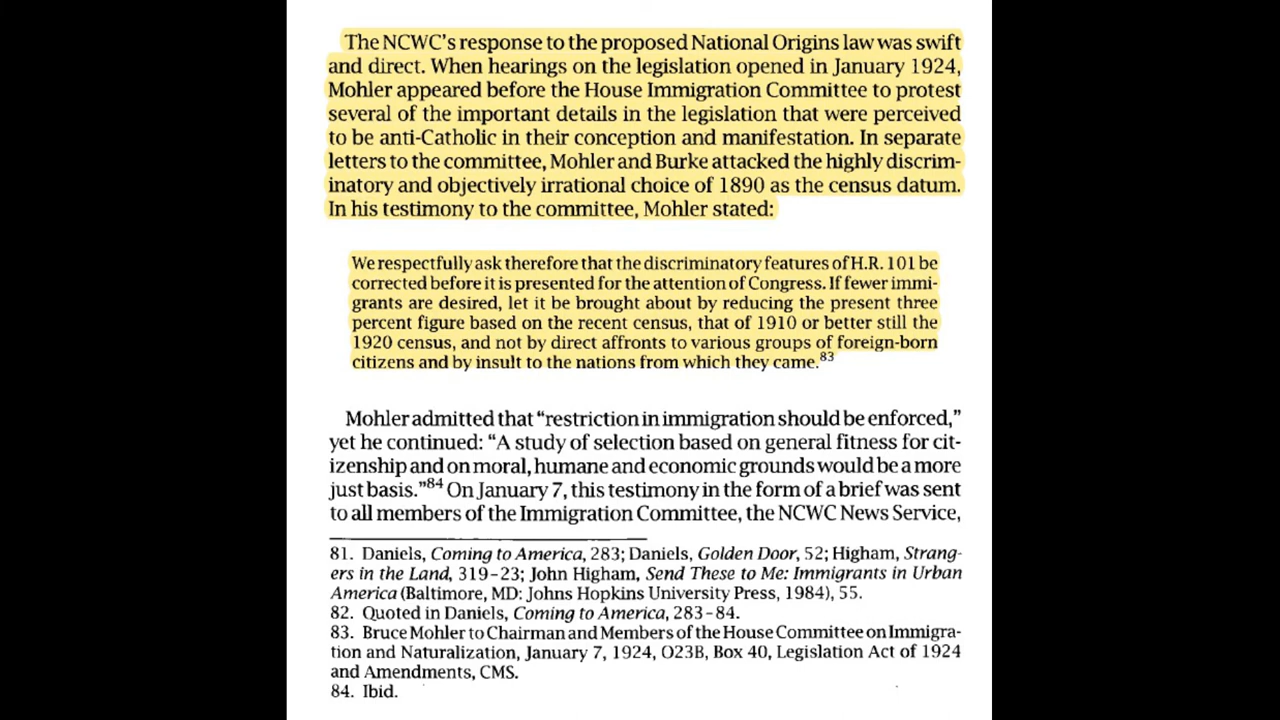 The NCWC's response to the proposed National Origins law was swift
and direct. When hearings on the legislation opened in January 1924,
Mohler appeared before the House Immigration Committee to protest
several of the important details in the legislation that were perceived
to be anti-Catholic in their conception and manifestation. In separate
letters to the committee, Mohler and Burke attacked the highly discrim-
inatory and objectively irrational choice of 1890 as the census datum.
In his testimony to the committee, Mohler stated:
We respectfully ask therefore that the discriminatory features of H.R. 101 be
corrected before it is presented for the attention of Congress. If fewer immi-
grants are desired, let it be brought about by reducing the present three
percent figure based on the recent census, that of 1910 or better still the
1920 census, and not by direct affronts to various groups of foreign-born
citizens and by insult to the nations from which they came.83
Mohler admitted that “restriction in immigration should be enforced,”
yet he continued: “A study of selection based on general fitness for cit-
izenship and on moral, humane and economic grounds would be a more
just basis.”84 On January 7, this testimony in the form of a brief was sent
to all members of the Immigration Committee, the NCWC News Service,
81. Daniels, Coming to America, 283; Daniels, Golden Door, 52; Higham, Strang-
ers in the Land, 319–23; John Higham, Send These to Me: Immigrants in Urban
America (Baltimore, MD: Johns Hopkins University Press, 1984), 55.
82. Quoted in Daniels, Coming to America, 283–84.
83. Bruce Mohler to Chairman and Members of the House Committee on Immigra-
tion and Naturalization, January 7, 1924, O23B, Box 40, Legislation Act of 1924
and Amendments, CMS.
84. Ibid.